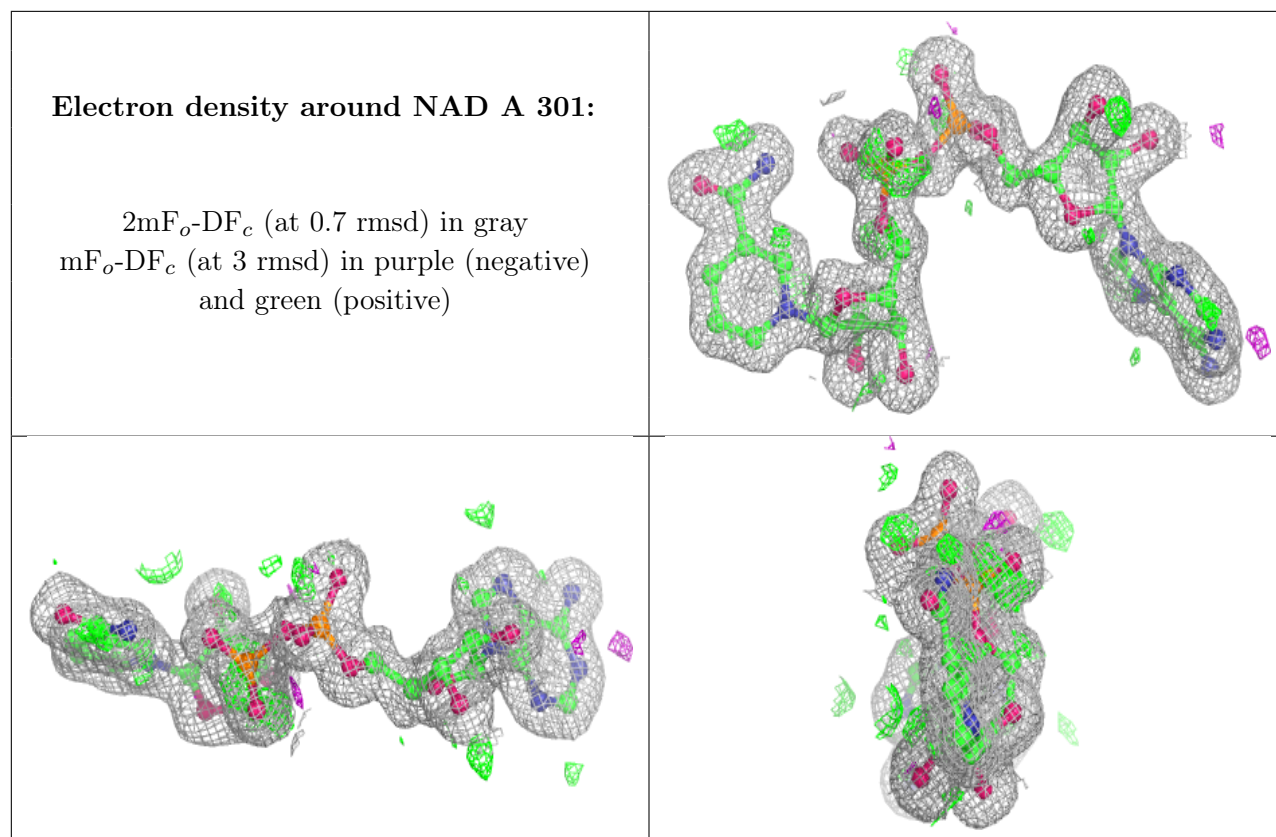 Electron density around NAD A 301:
2mFₒ-DF𝒸 (at 0.7 rmsd) in gray
mFₒ-DF𝒸 (at 3 rmsd) in purple (negative)
and green (positive)